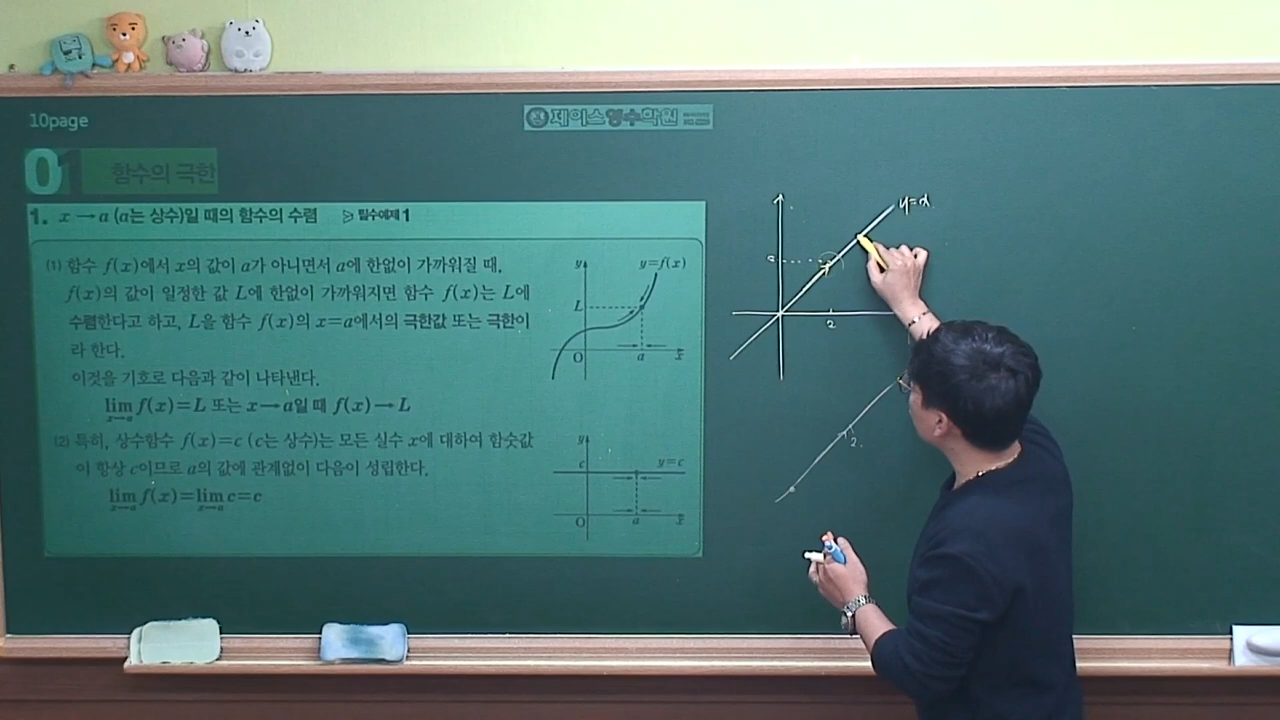 10page
제이스영수학원
01 함수의 극한
1. x → a (a는 상수)일 때의 함수의 수렴 ▷ 필수예제 1
(1) 함수 f(x)에서 x의 값이 a가 아니면서 a에 한없이 가까워질 때,
f(x)의 값이 일정한 값 L에 한없이 가까워지면 함수 f(x)는 L에
수렴한다고 하고, L을 함수 f(x)의 x=a에서의 극한값 또는 극한이
라 한다.
이것을 기호로 다음과 같이 나타낸다.
lim f(x)=L 또는 x→a일 때 f(x)→L
x→a
y
y=f(x)
L
O
a
x
(2) 특히, 상수함수 f(x)=c (c는 상수)는 모든 실수 x에 대하여 함숫값
이 항상 c이므로 a의 값에 관계없이 다음이 성립한다.
lim f(x)=lim c=c
x→a x→a
y
c
y=c
O
a
x
y=x
2
2.